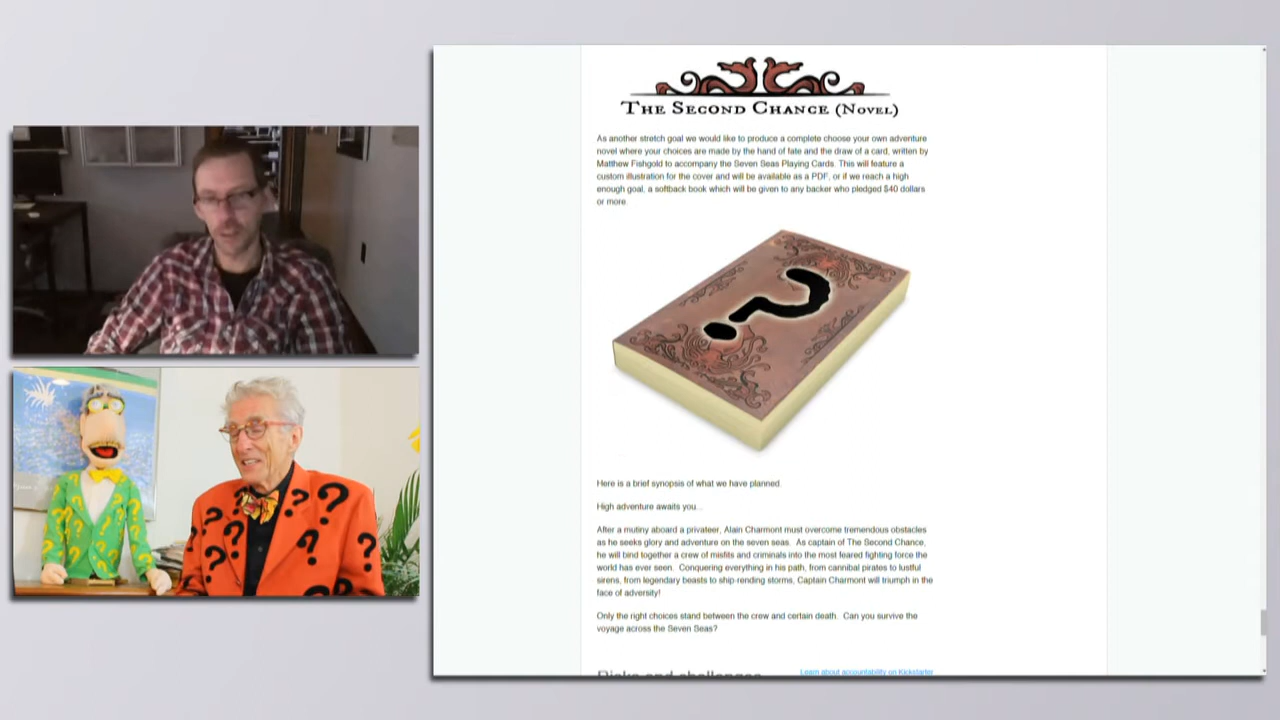 The Second Chance (Novel)
As another stretch goal we would like to produce a complete choose your own adventure
novel where your choices are made by the hand of fate and the draw of a card, written by
Matthew Fishgold to accompany the Seven Seas Playing Cards. This will feature a
custom illustration for the cover and will be available as a PDF, or if we reach a high
enough goal, a softback book which will be given to any backer who pledged $40 dollars
or more.
?
Here is a brief synopsis of what we have planned.
High adventure awaits you...
After a mutiny aboard a privateer, Alain Charmont must overcome tremendous obstacles
as he seeks glory and adventure on the seven seas. As captain of The Second Chance,
he will bind together a crew of misfits and criminals into the most feared fighting force the
world has ever seen. Conquering everything in his path, from cannibal pirates to lustful
sirens, from legendary beasts to ship-rending storms, Captain Charmont will triumph in the
face of adversity!
Only the right choices stand between the crew and certain death. Can you survive the
voyage across the Seven Seas?
Risks and challenges
Learn about accountability on Kickstarter